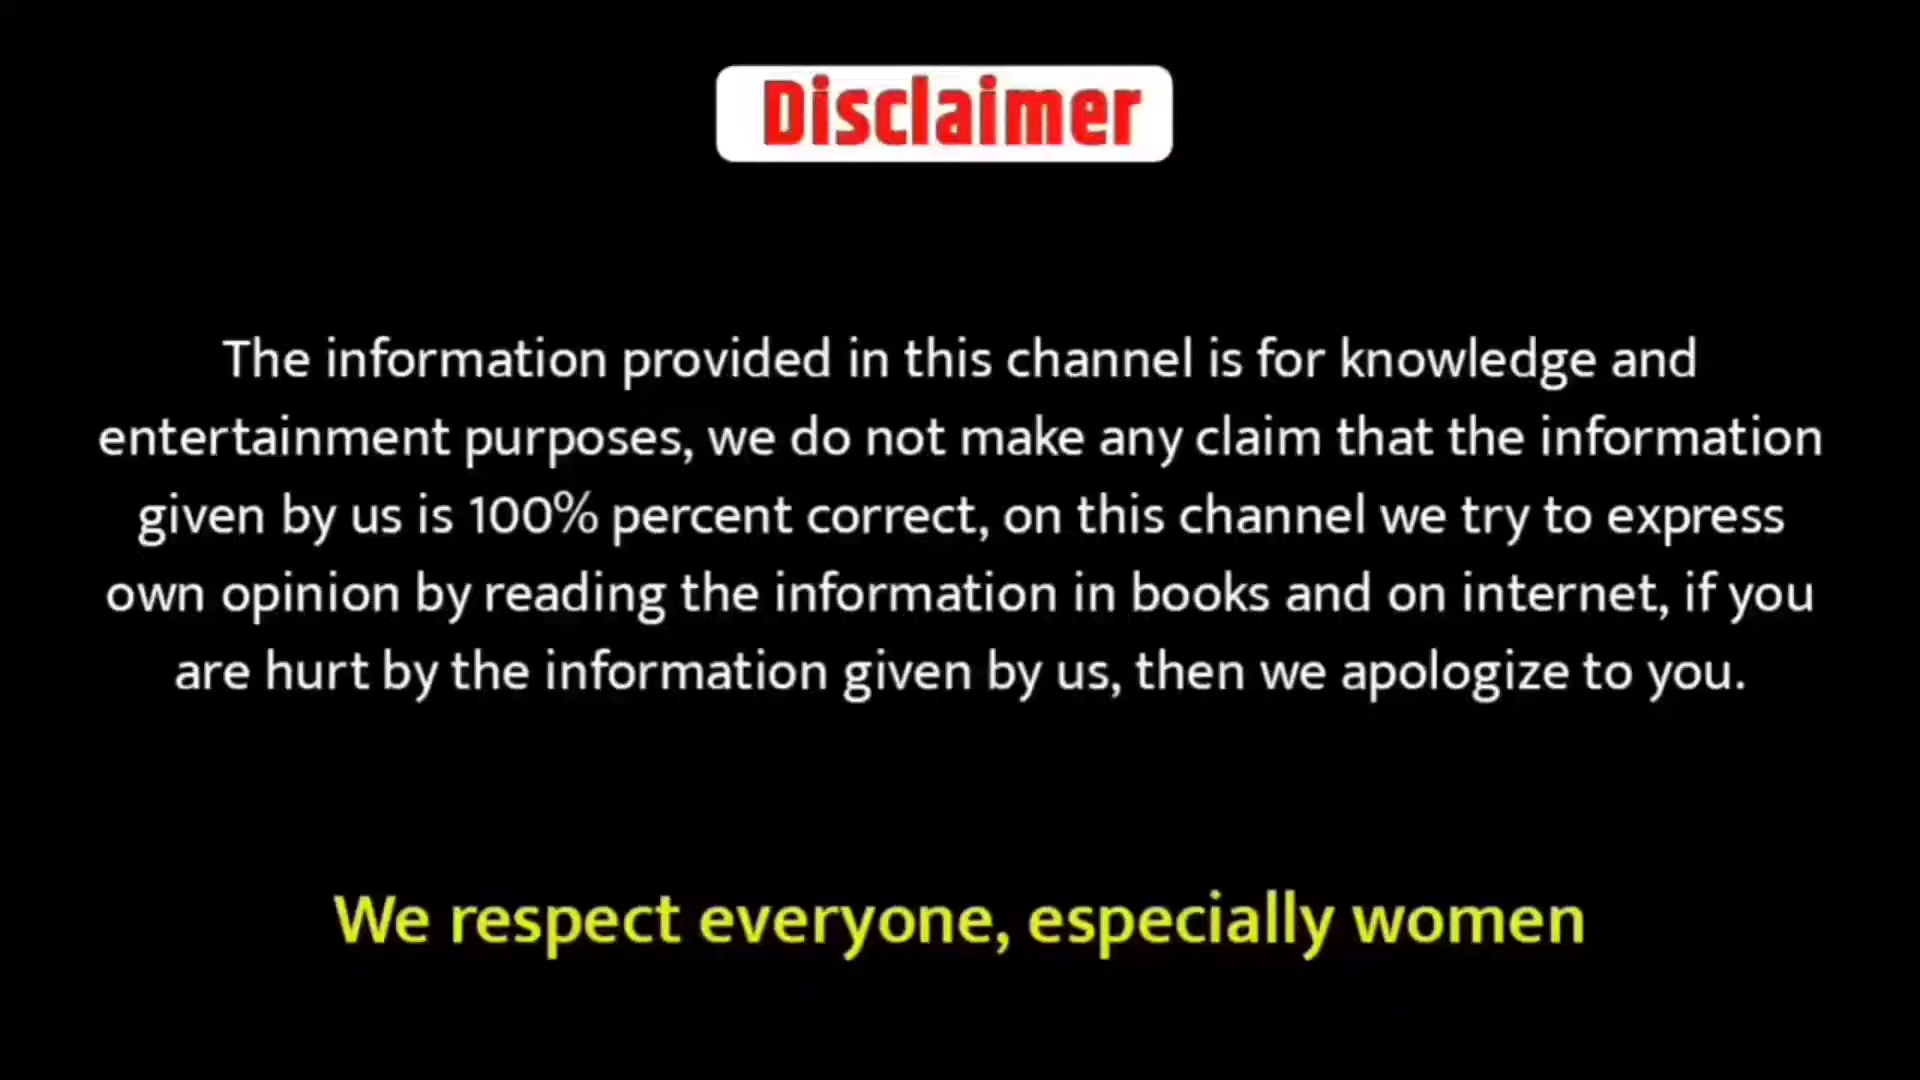 Disclaimer
The information provided in this channel is for knowledge and
entertainment purposes, we do not make any claim that the information
given by us is 100% percent correct, on this channel we try to express
own opinion by reading the information in books and on internet, if you
are hurt by the information given by us, then we apologize to you.
We respect everyone, especially women